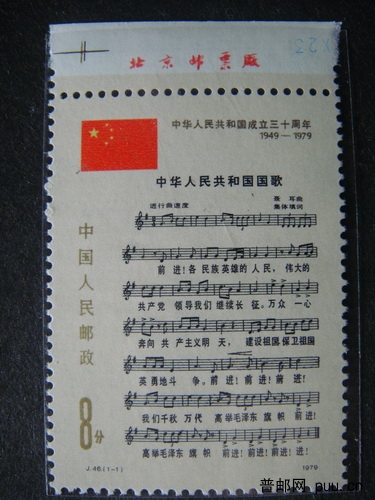 北京邮票厂
23
中华人民共和国成立三十周年
1949—1979
中华人民共和国国歌
进行曲速度
聂耳曲
集体填词
前进!各民族英雄的人民,伟大的
共产党 领导我们继续长征。万众一心
奔向共产主义明天,建设祖国,保卫祖国
英勇地斗争。前进!前进!前进!
我们千秋万代 高举毛泽东旗帜 前进!
高举毛泽东旗帜 前进!前进!前进!进!
中国人民邮政
8分
J.46.(1-1)
1979
普邮网 puu.cn